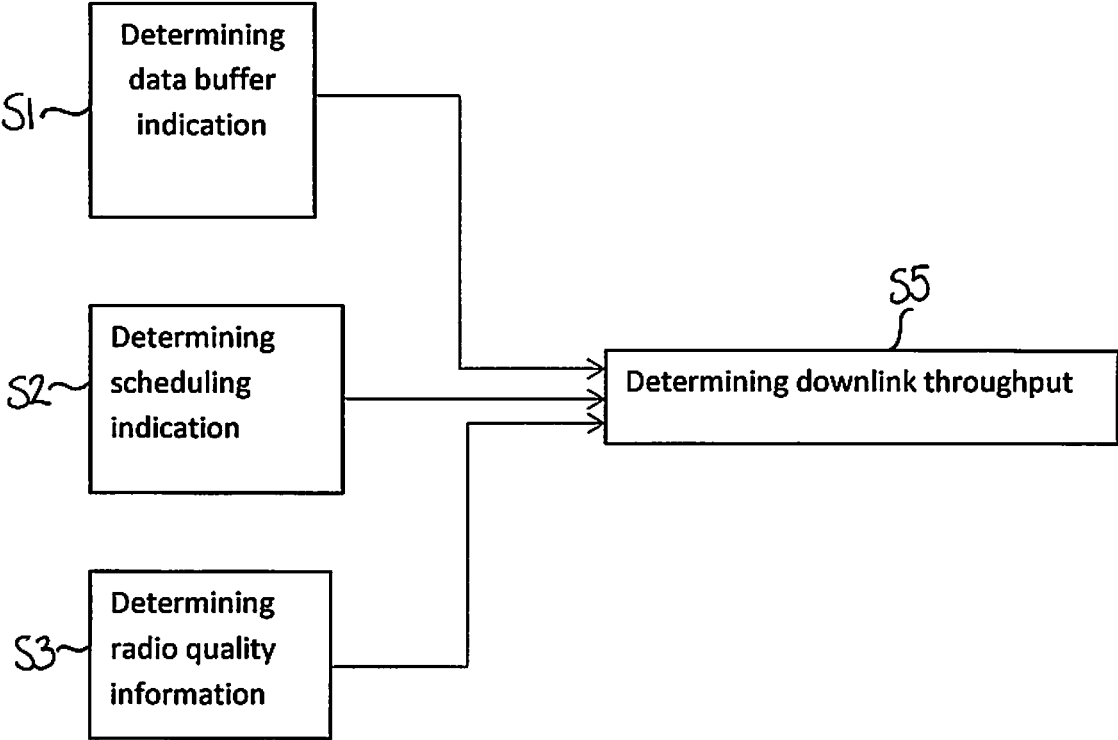 Determining
data buffer
indication
S1
Determining
scheduling
indication
S2
S5
Determining downlink throughput
Determining
radio quality
information
S3